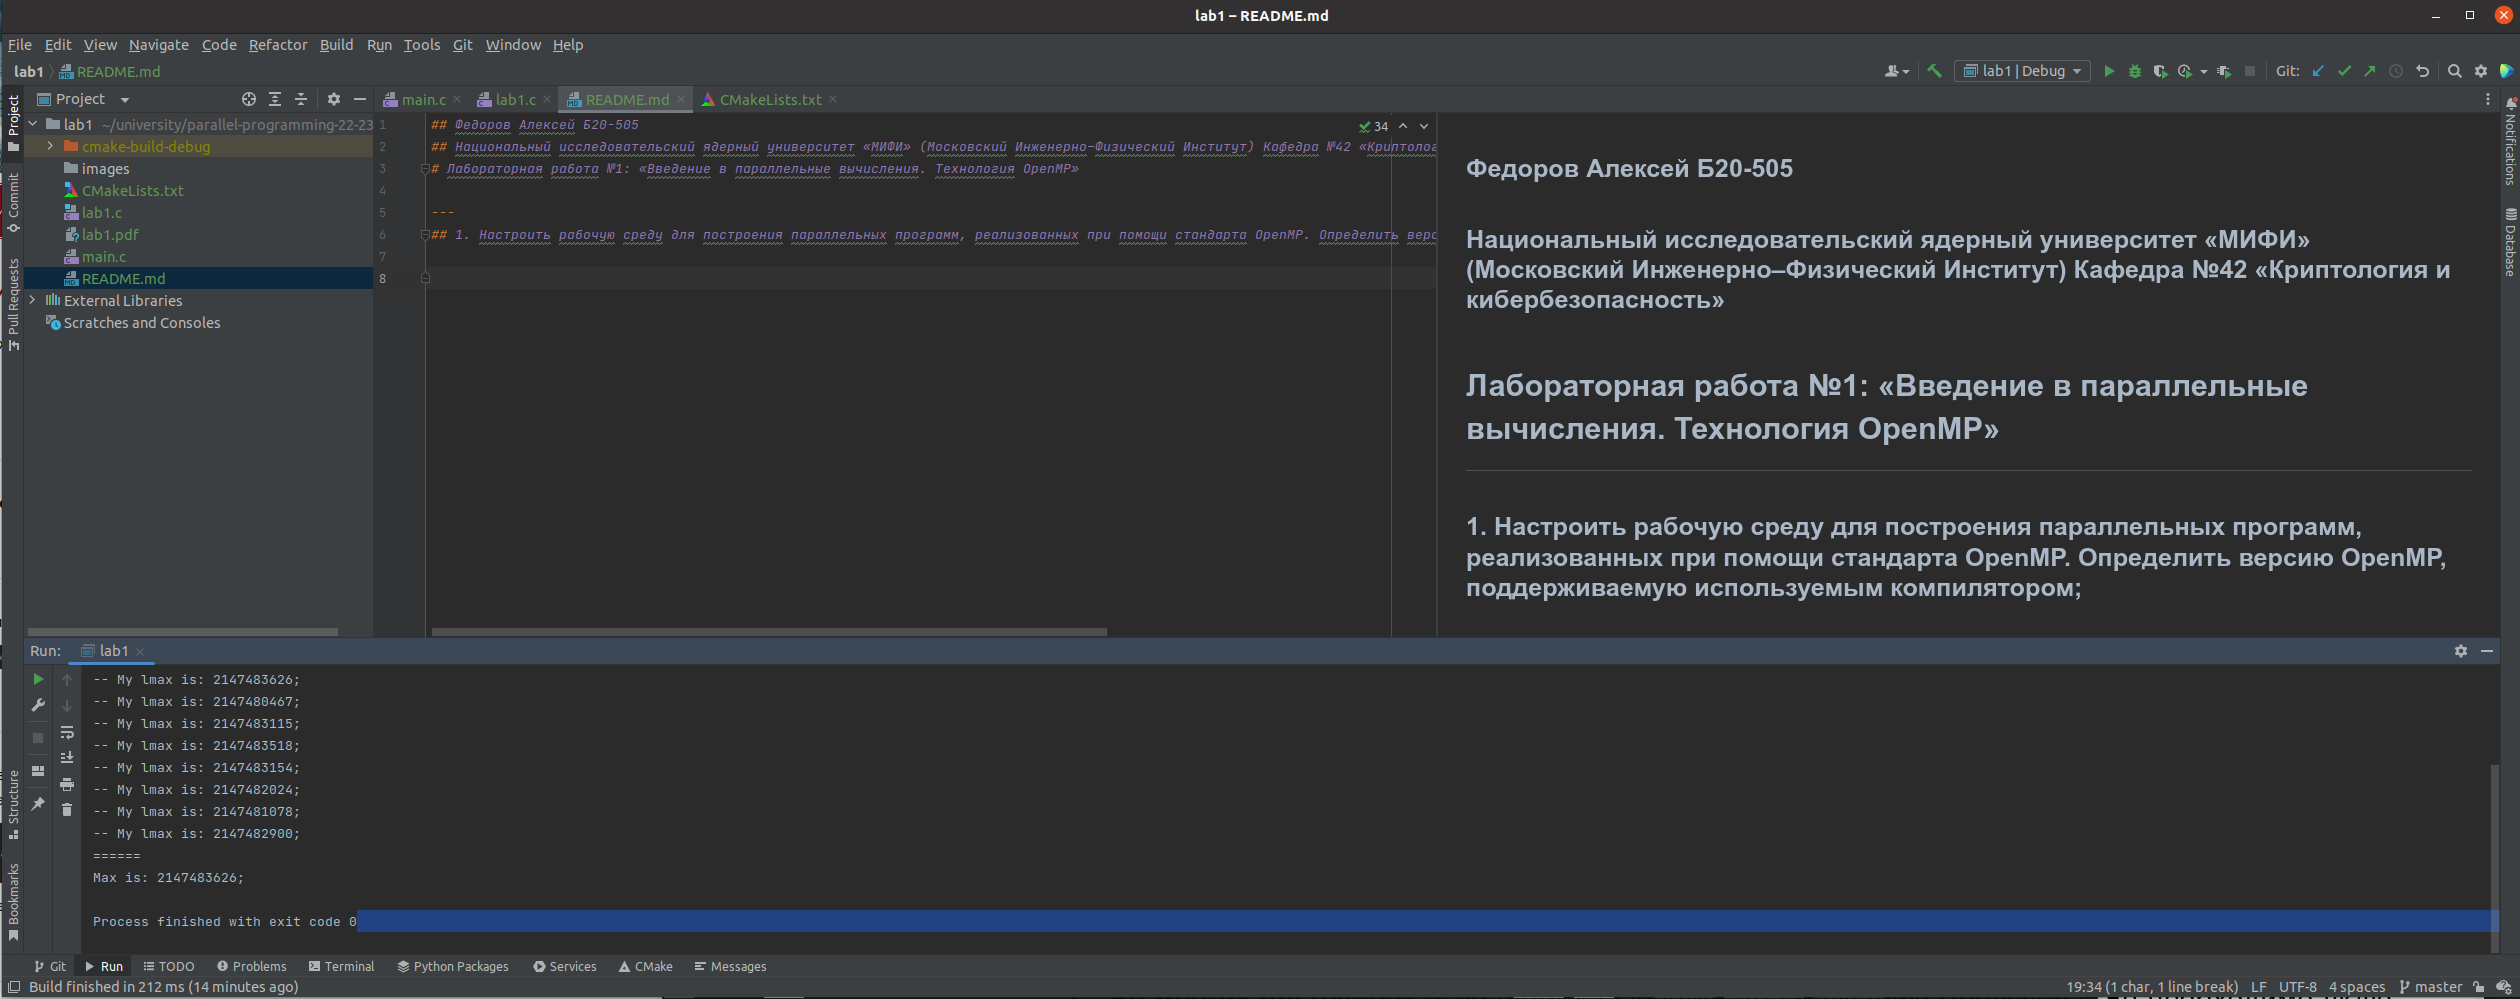 lab1 – README.md
File Edit View Navigate Code Refactor Build Run Tools Git Window Help
lab1 README.md
lab1 | Debug
Git:
Project
main.c
lab1.c
README.md
CMakeLists.txt
Project
Commit
Pull Requests
lab1 ~/university/parallel-programming-22-23
cmake-build-debug
images
CMakeLists.txt
lab1.c
lab1.pdf
main.c
README.md
External Libraries
Scratches and Consoles
34
1 ## Федоров Алексей Б20-505
2 ## Национальный исследовательский ядерный университет «МИФИ» (Московский Инженерно–Физический Институт) Кафедра №42 «Криптолог
3 # Лабораторная работа №1: «Введение в параллельные вычисления. Технология OpenMP»
4
5 ---
6 ## 1. Настроить рабочую среду для построения параллельных программ, реализованных при помощи стандарта OpenMP. Определить верс
7
8
Федоров Алексей Б20-505
Национальный исследовательский ядерный университет «МИФИ»
(Московский Инженерно–Физический Институт) Кафедра №42 «Криптология и
кибербезопасность»
Лабораторная работа №1: «Введение в параллельные
вычисления. Технология OpenMP»
1. Настроить рабочую среду для построения параллельных программ,
реализованных при помощи стандарта OpenMP. Определить версию OpenMP,
поддерживаемую используемым компилятором;
Notifications
Database
Run: lab1
-- My lmax is: 2147483626;
-- My lmax is: 2147480467;
-- My lmax is: 2147483115;
-- My lmax is: 2147483518;
-- My lmax is: 2147483154;
-- My lmax is: 2147482024;
-- My lmax is: 2147481078;
-- My lmax is: 2147482900;
======
Max is: 2147483626;
Process finished with exit code 0
Structure
Bookmarks
Git Run TODO Problems Terminal Python Packages Services CMake Messages
Build finished in 212 ms (14 minutes ago)
19:34 (1 char, 1 line break) LF UTF-8 4 spaces master